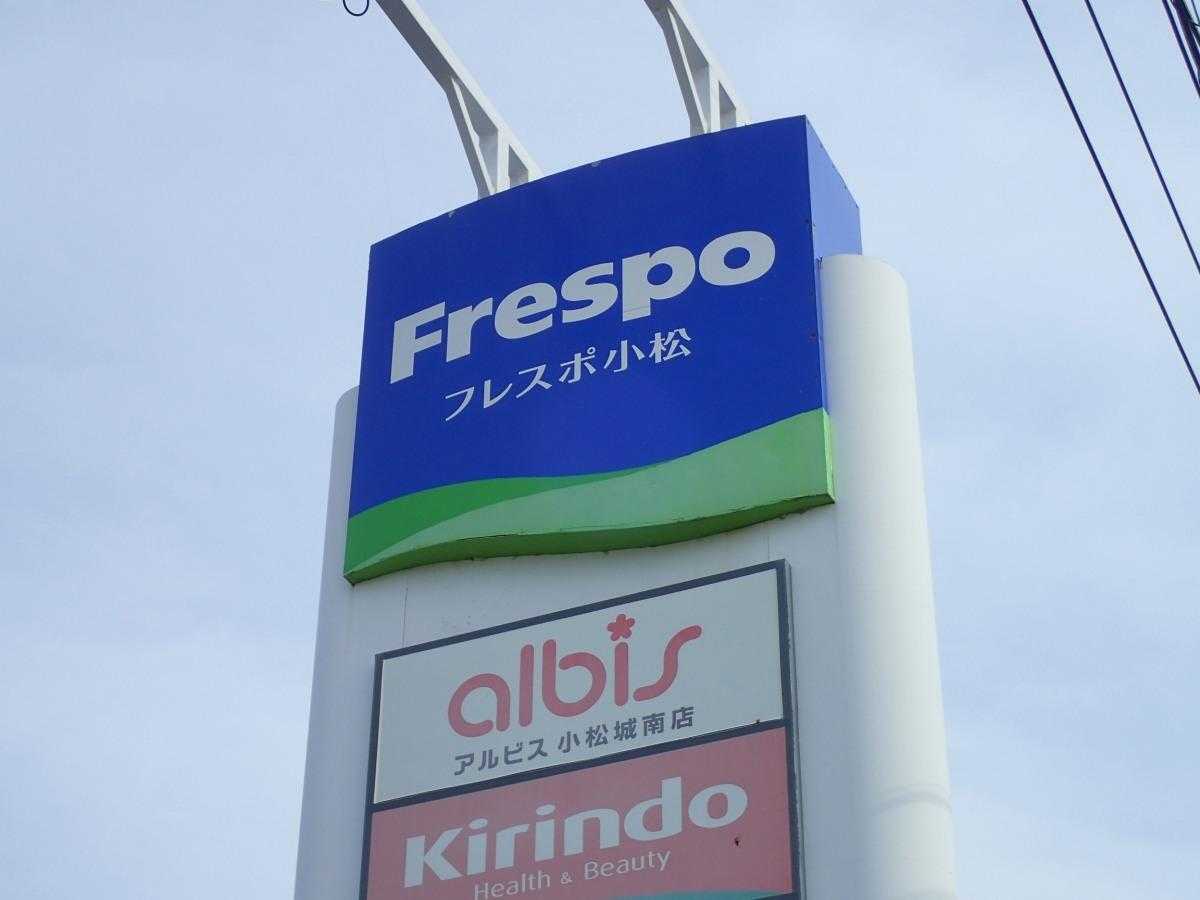 Frespo
フレスポ小松
albis
アルビス 小松城南店
Kirindo
Health & Beauty